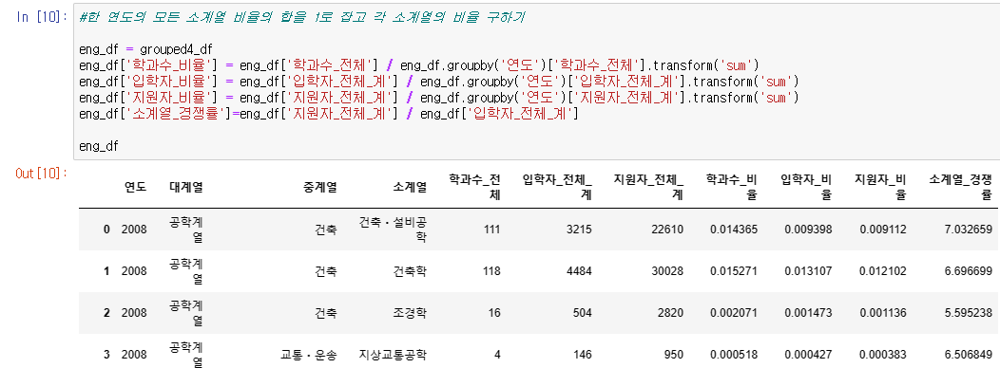 In [10]: #한 연도의 모든 소계열 비율의 합을 1로 잡고 각 소계열의 비율 구하기
eng_df = grouped4_df
eng_df['학과수_비율'] = eng_df['학과수_전체'] / eng_df.groupby('연도')['학과수_전체'].transform('sum')
eng_df['입학자_비율'] = eng_df['입학자_전체_계'] / eng_df.groupby('연도')['입학자_전체_계'].transform('sum')
eng_df['지원자_비율'] = eng_df['지원자_전체_계'] / eng_df.groupby('연도')['지원자_전체_계'].transform('sum')
eng_df['소계열_경쟁률']=eng_df['지원자_전체_계'] / eng_df['입학자_전체_계']
eng_df
Out[10]:
연도 대계열 중계열 소계열 학과수_전체 입학자_전체_계 지원자_전체_계 학과수_비율 입학자_비율 지원자_비율 소계열_경쟁률
0 2008 공학계열 건축 건축·설비공학 111 3215 22610 0.014365 0.009398 0.009112 7.032659
1 2008 공학계열 건축 건축학 118 4484 30028 0.015271 0.013107 0.012102 6.696699
2 2008 공학계열 건축 조경학 16 504 2820 0.002071 0.001473 0.001136 5.595238
3 2008 공학계열 교통·운송 지상교통공학 4 146 950 0.000518 0.000427 0.000383 6.506849